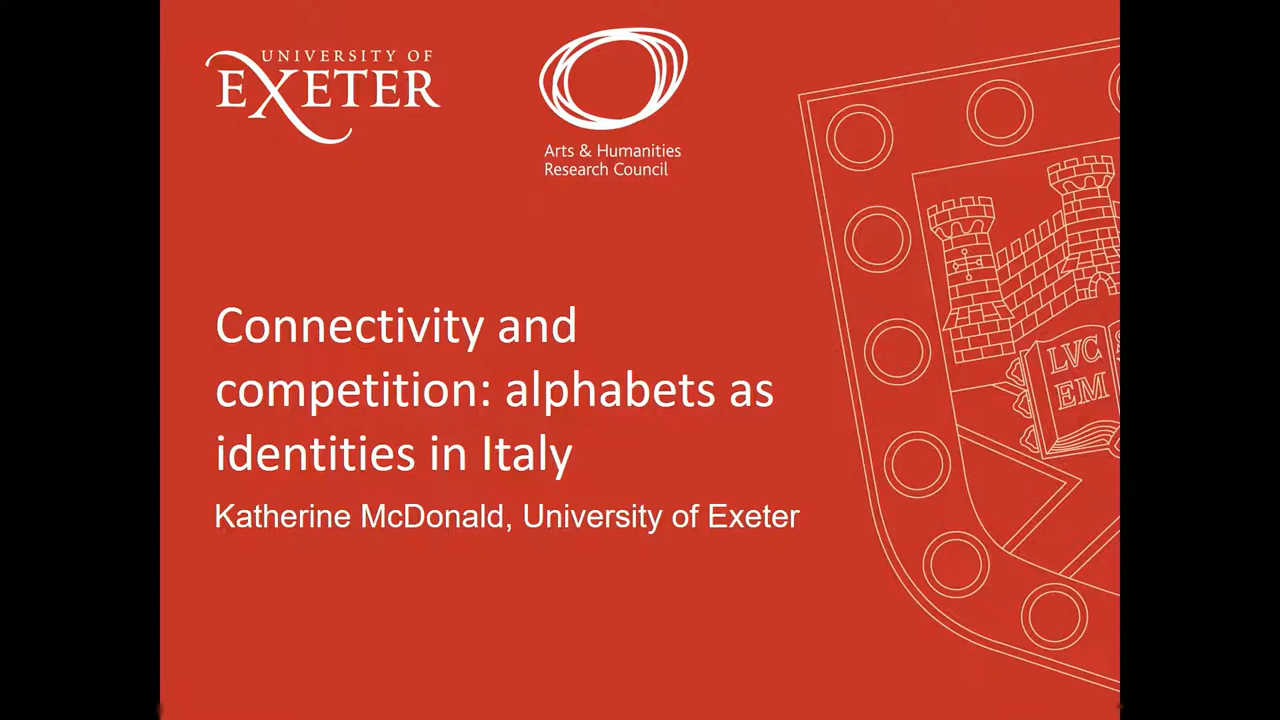 UNIVERSITY OF
EXETER
Arts & Humanities
Research Council
Connectivity and
competition: alphabets as
identities in Italy
Katherine McDonald, University of Exeter
LVC
EM